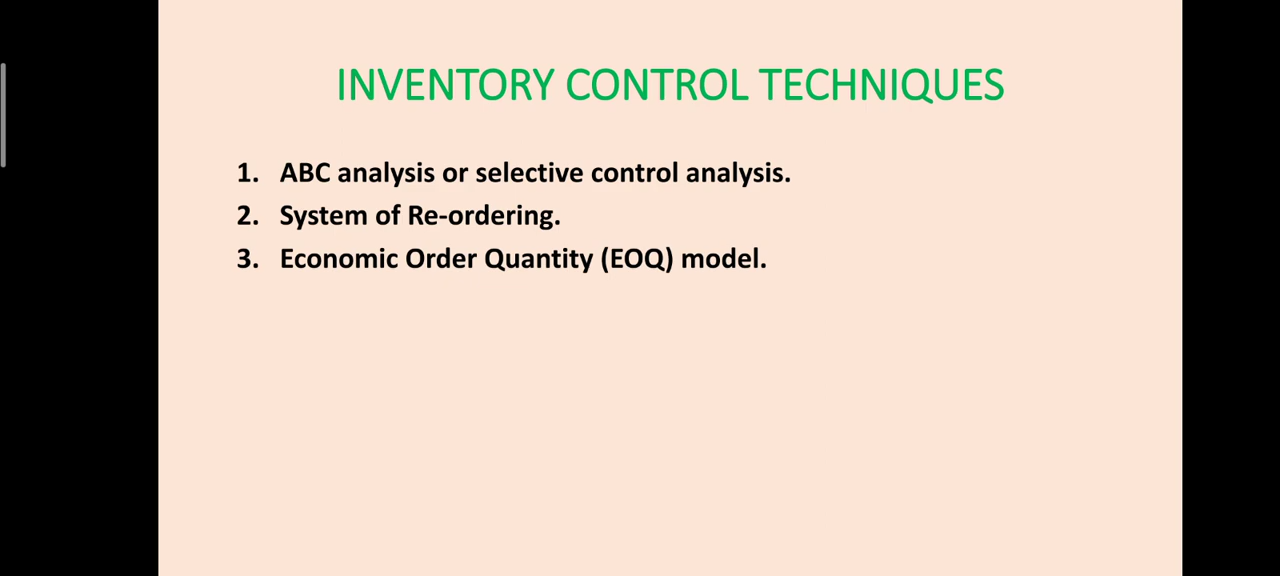 INVENTORY CONTROL TECHNIQUES
1. ABC analysis or selective control analysis.
2. System of Re-ordering.
3. Economic Order Quantity (EOQ) model.